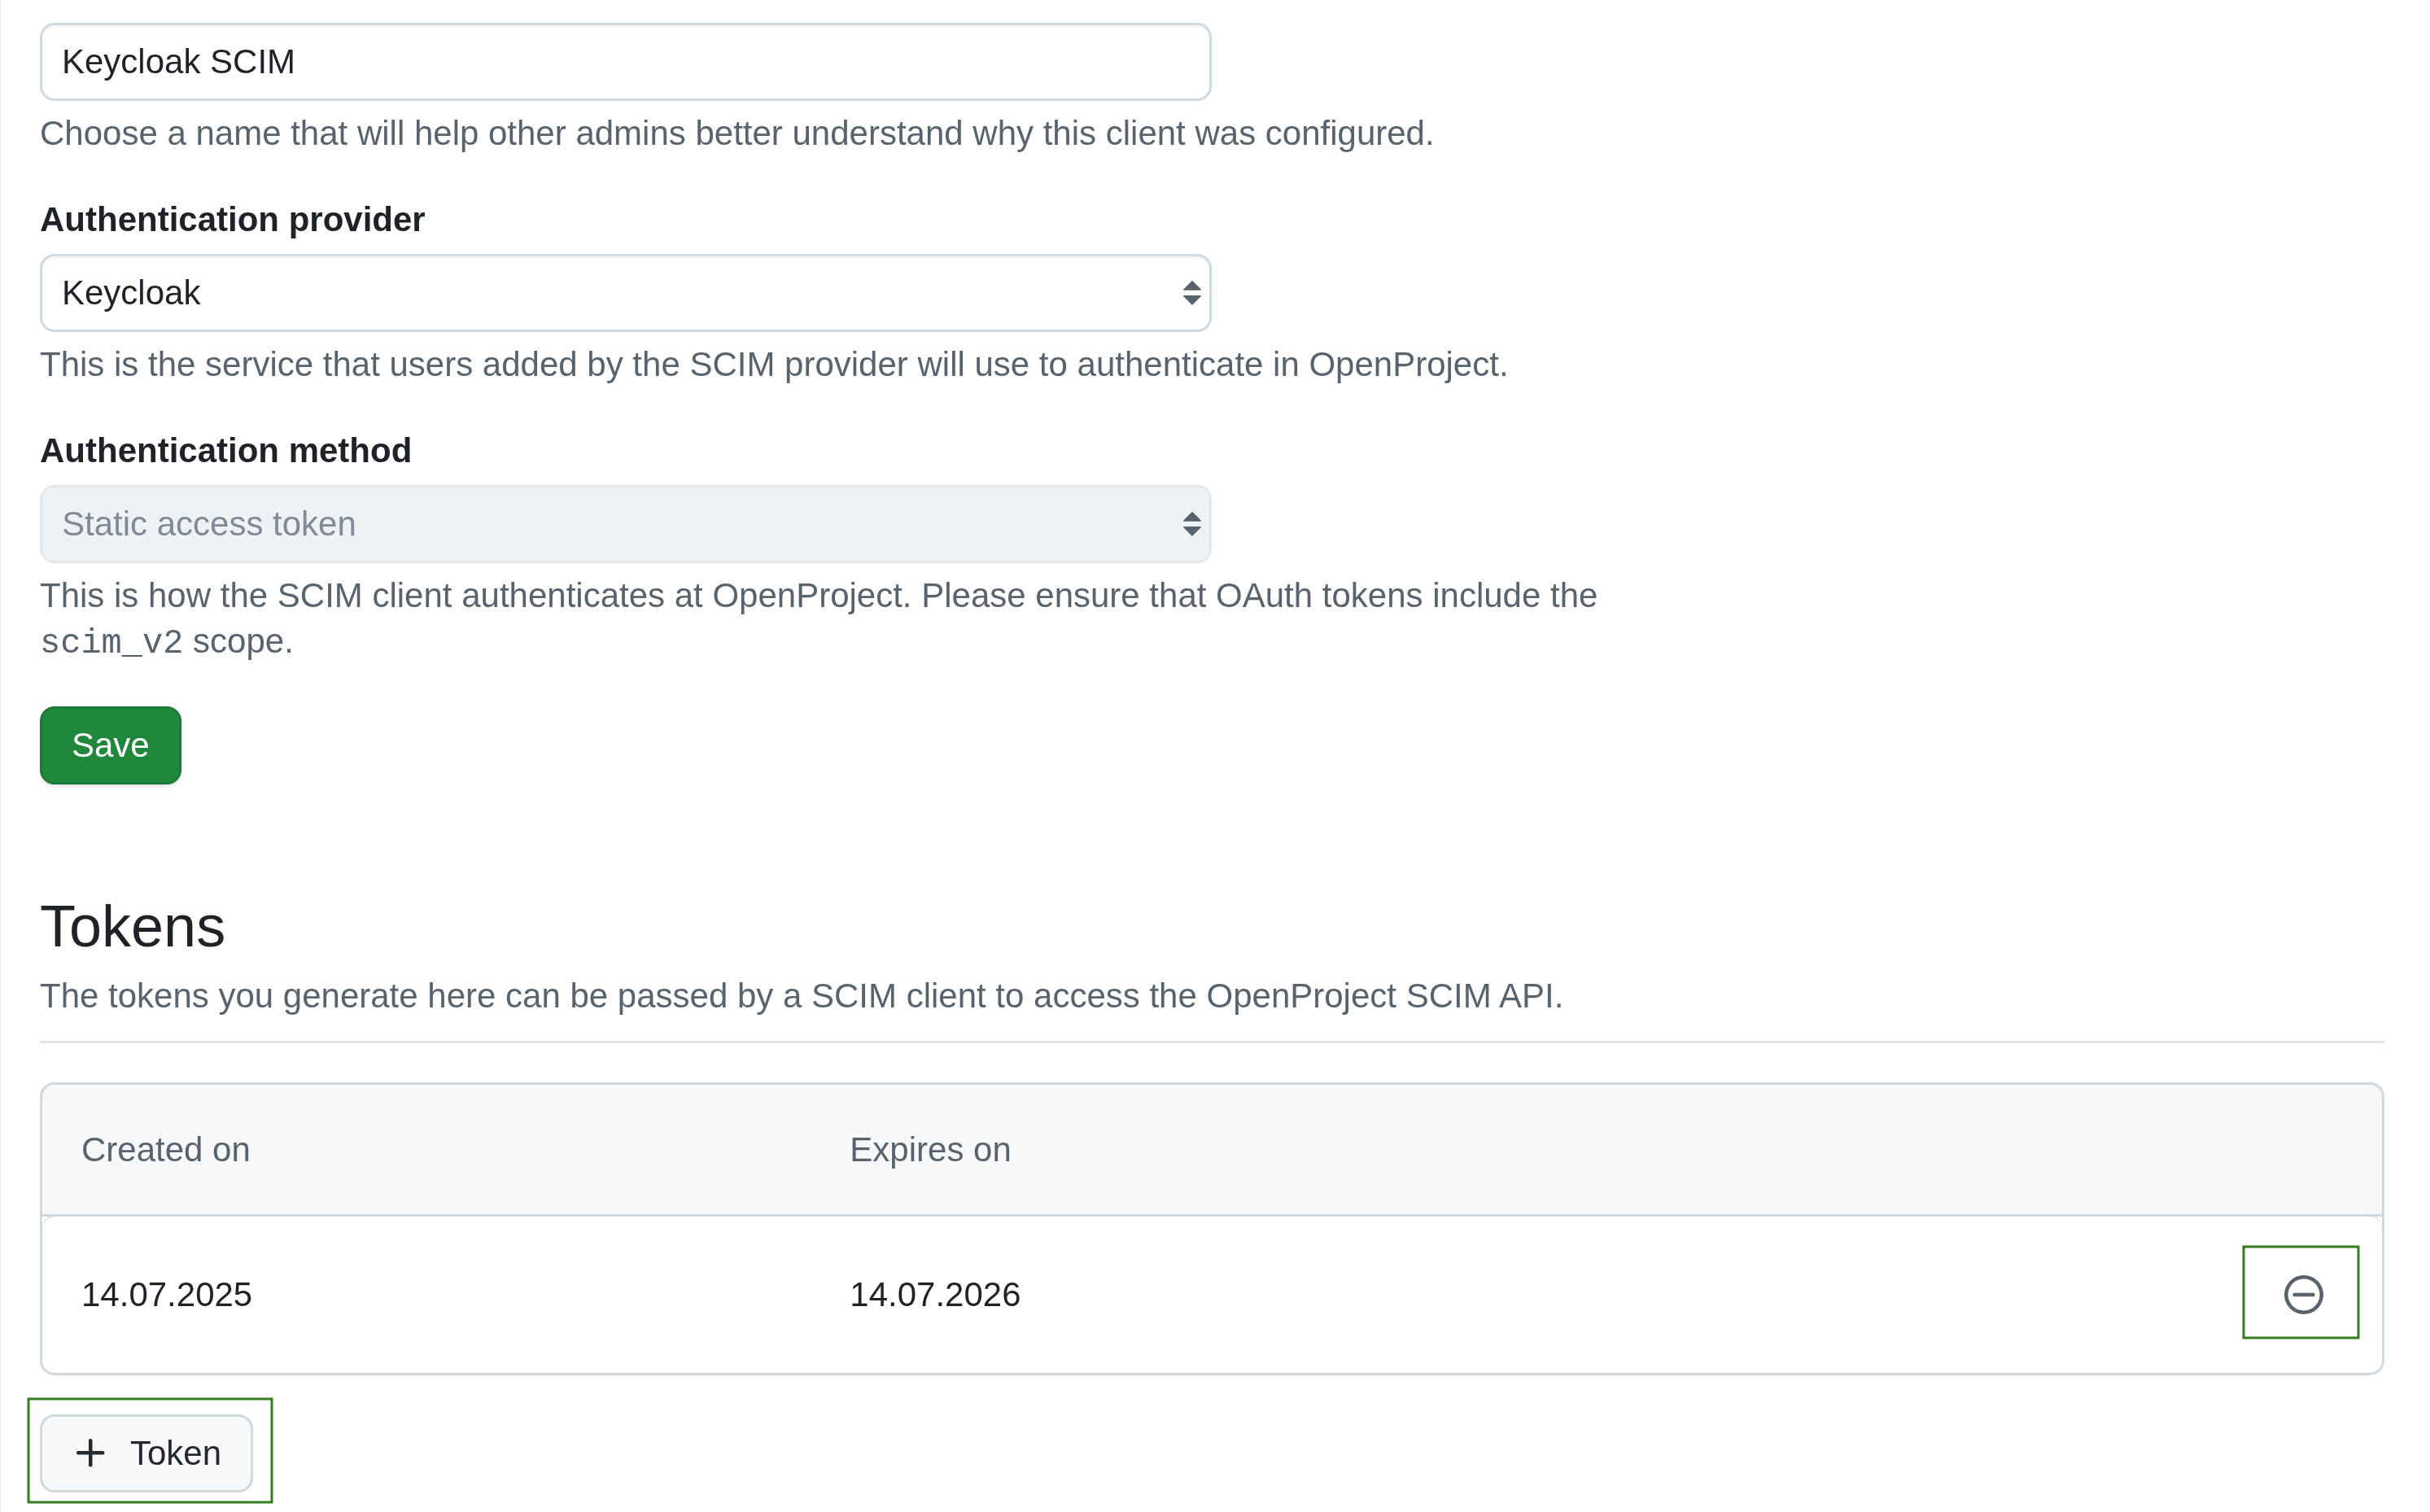 Keycloak SCIM
Choose a name that will help other admins better understand why this client was configured.
Authentication provider
Keycloak
This is the service that users added by the SCIM provider will use to authenticate in OpenProject.
Authentication method
Static access token
This is how the SCIM client authenticates at OpenProject. Please ensure that OAuth tokens include the
scim_v2 scope.
Save
Tokens
The tokens you generate here can be passed by a SCIM client to access the OpenProject SCIM API.
Created on Expires on
14.07.2025 14.07.2026
Token